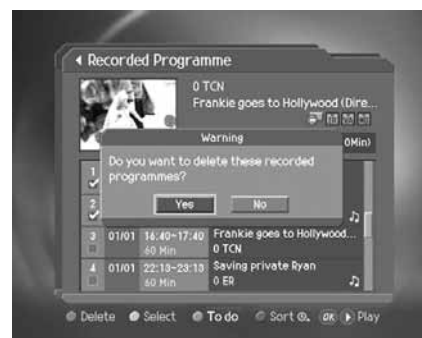 Recorded Programme
0 TCN
Frankie goes to Hollywood (Dire...
0Min)
Warning
Do you want to delete these recorded
programmes?
Yes No
1
2
3 01/01 16:40~17:40 Frankie goes to Hollywood...
60 Min 0 TCN
4 01/01 22:13~23:13 Saving private Ryan
60 Min 0 ER
Delete Select To do Sort OK Play